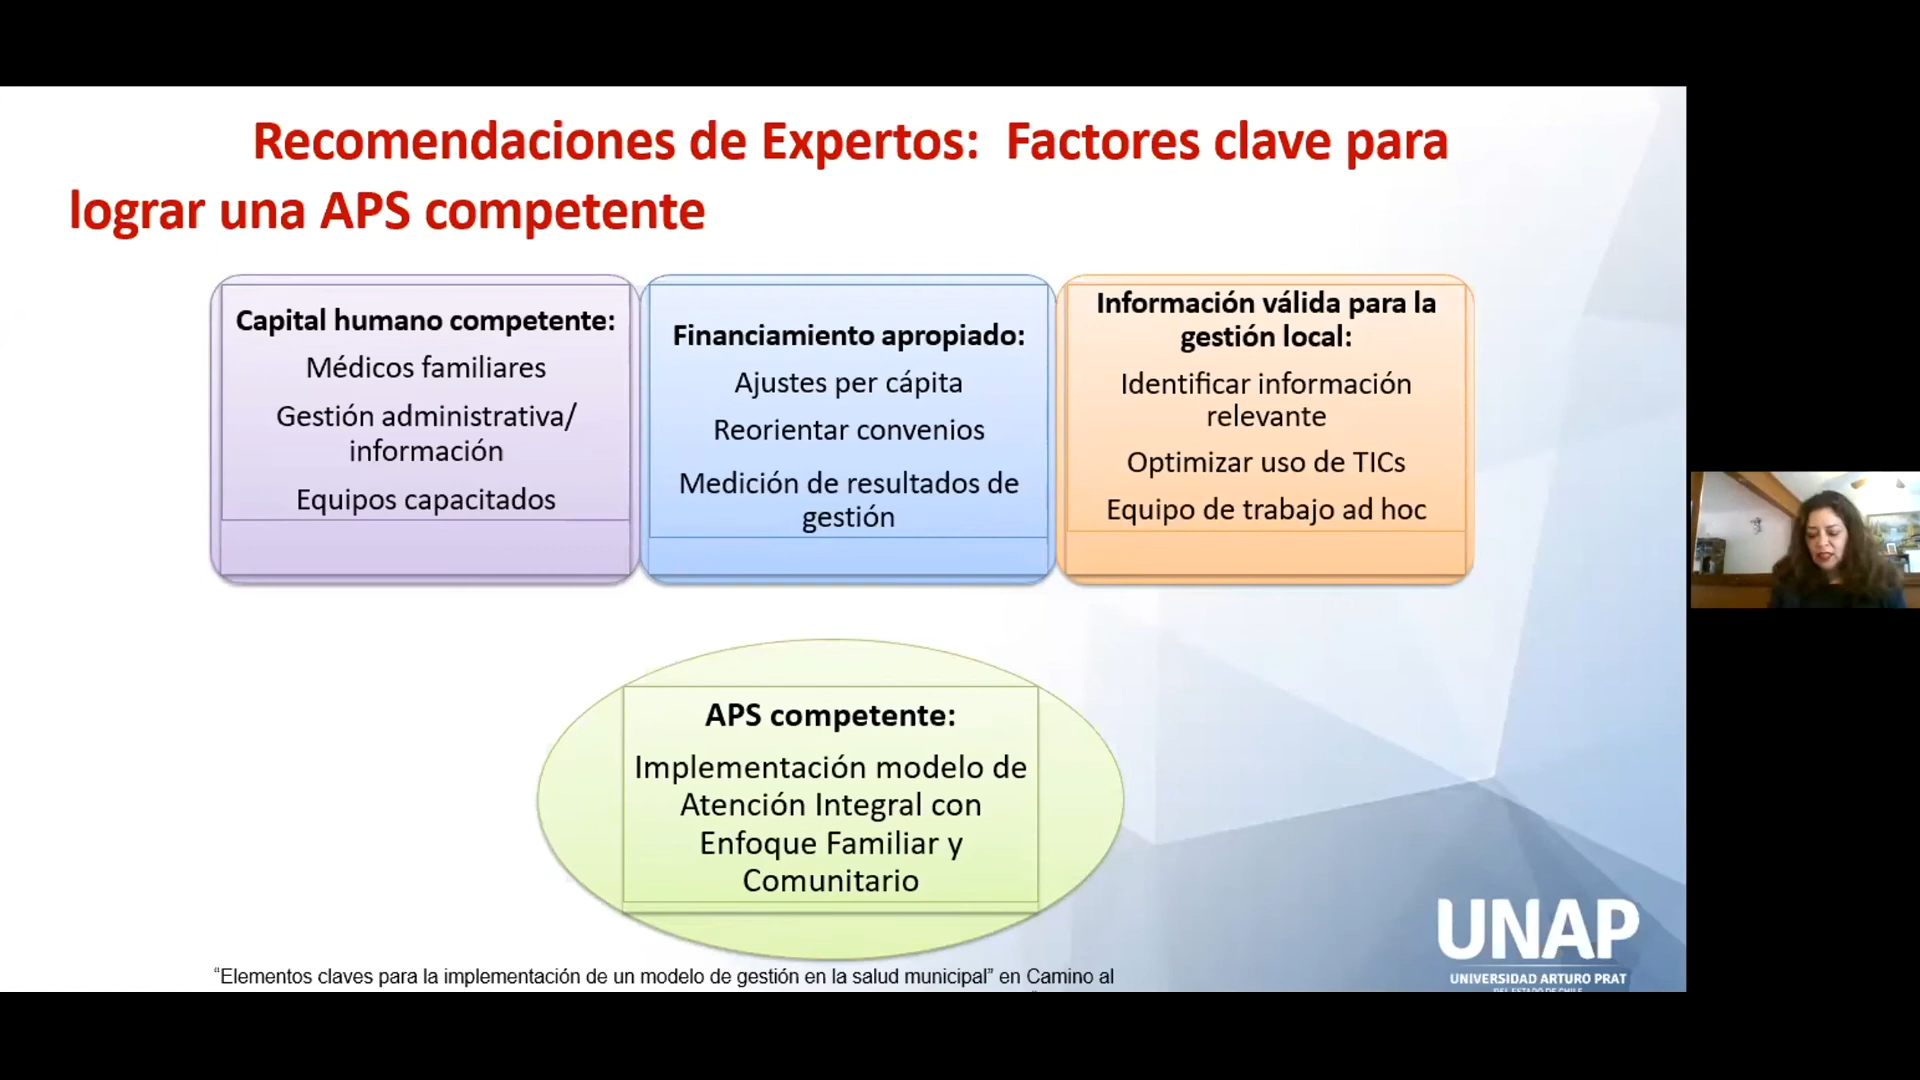 Recomendaciones de Expertos: Factores clave para
lograr una APS competente
Capital humano competente:
Médicos familiares
Gestión administrativa/
información
Equipos capacitados
Financiamiento apropiado:
Ajustes per cápita
Reorientar convenios
Medición de resultados de
gestión
Información válida para la
gestión local:
Identificar información
relevante
Optimizar uso de TICs
Equipo de trabajo ad hoc
APS competente:
Implementación modelo de
Atención Integral con
Enfoque Familiar y
Comunitario
“Elementos claves para la implementación de un modelo de gestión en la salud municipal” en Camino al
UNAP
UNIVERSIDAD ARTURO PRAT
DEL ESTADO DE CHILE